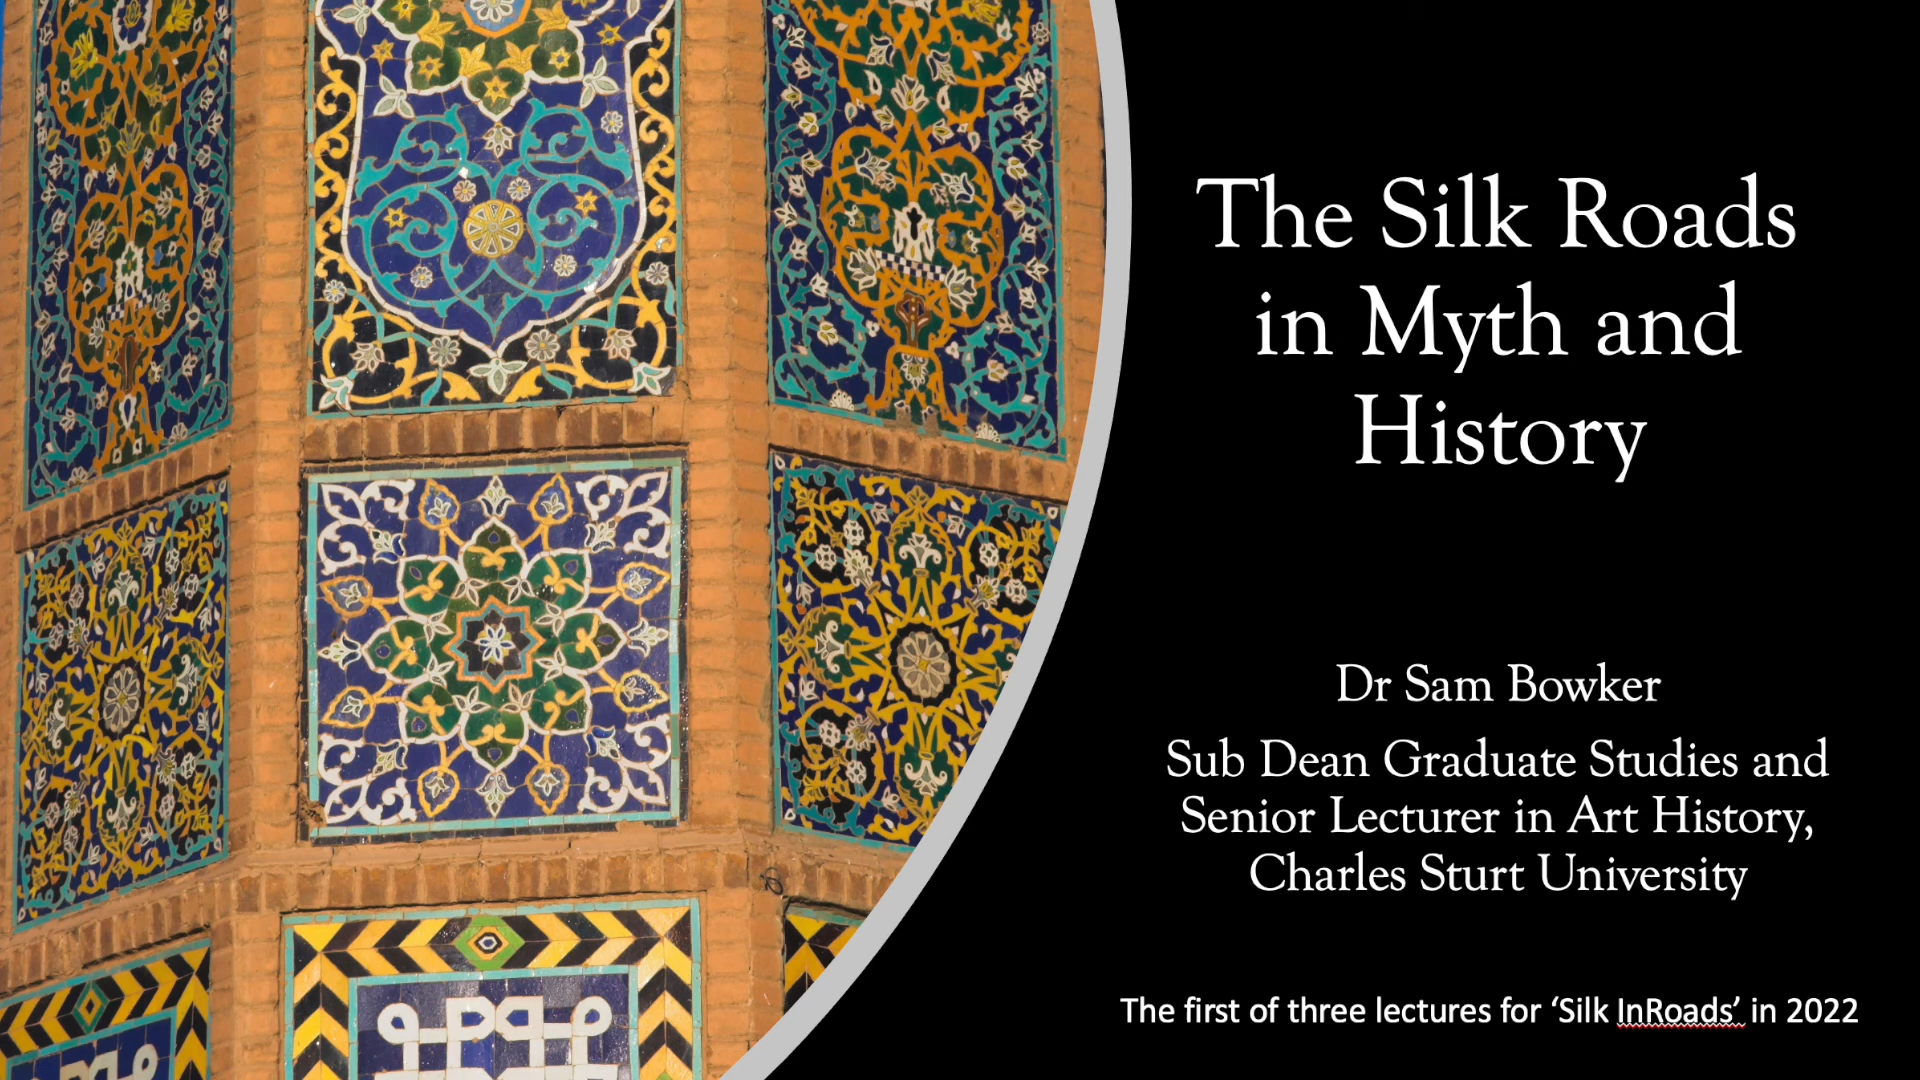 The Silk Roads
in Myth and
History
Dr Sam Bowker
Sub Dean Graduate Studies and
Senior Lecturer in Art History,
Charles Sturt University
The first of three lectures for ‘Silk InRoads’ in 2022